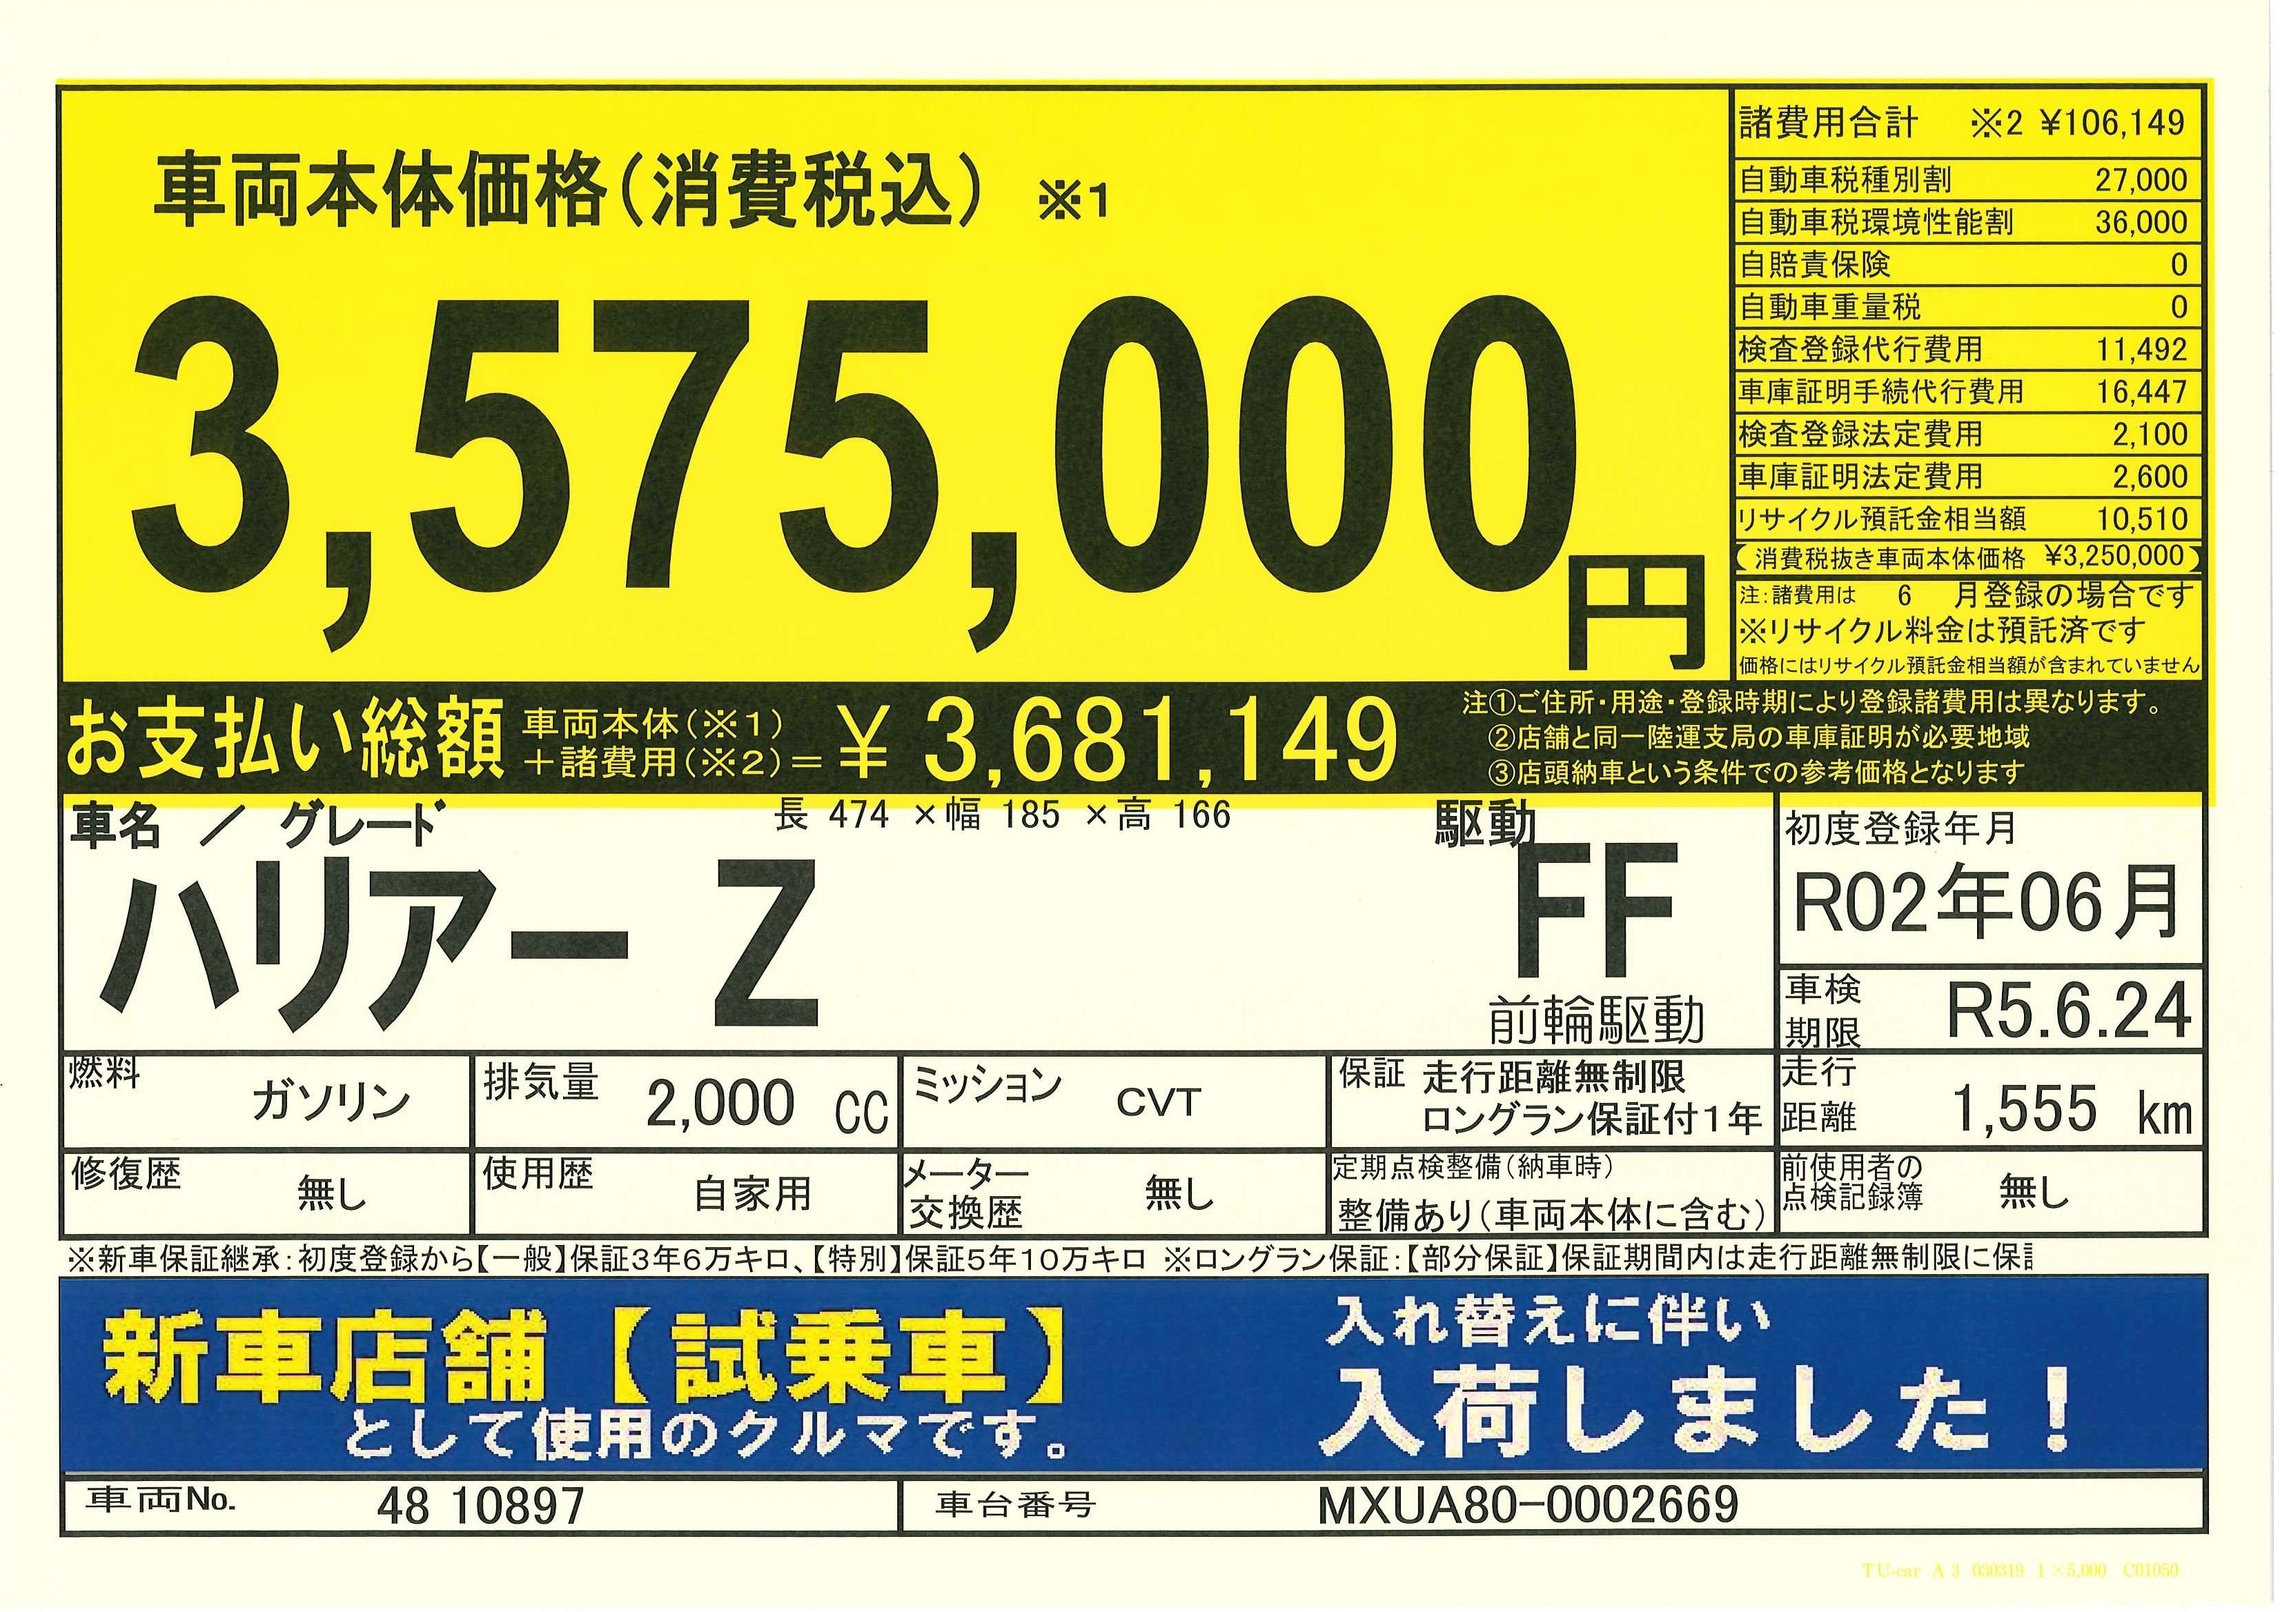 車両本体価格(消費税込) ※1
3,575,000円
諸費用合計 ※2 ¥106,149
自動車税種別割 27,000
自動車税環境性能割 36,000
自賠責保険 0
自動車重量税 0
検査登録代行費用 11,492
車庫証明手続代行費用 16,447
検査登録法定費用 2,100
車庫証明法定費用 2,600
リサイクル預託金相当額 10,510
(消費税抜き車両本体価格 ¥3,250,000)
注:諸費用は 6 月登録の場合です
※リサイクル料金は預託済です
価格にはリサイクル預託金相当額が含まれていません
お支払い総額 車両本体(※1)
+諸費用(※2)= ¥ 3,681,149
注①ご住所・用途・登録時期により登録諸費用は異なります。
②店舗と同一陸運支局の車庫証明が必要地域
③店頭納車という条件での参考価格となります
車名 / グレード
長 474 ×幅 185 ×高 166
ハリアー Z
駆動
FF
前輪駆動
初度登録年月
R02年06月
車検期限 R5.6.24
燃料 ガソリン
排気量 2,000 CC
ミッション CVT
保証 走行距離無制限
ロングラン保証付1年
走行距離 1,555 km
修復歴 無し
使用歴 自家用
メーター交換歴 無し
定期点検整備(納車時)
整備あり(車両本体に含む)
前使用者の点検記録簿 無し
※新車保証継承:初度登録から【一般】保証3年6万キロ、【特別】保証5年10万キロ ※ロングラン保証:【部分保証】保証期間内は走行距離無制限に保証
新車店舗【試乗車】
として使用のクルマです。
入れ替えに伴い
入荷しました!
車両No. 48 10897
車台番号 MXUA80-0002669
TU-car A3 030319 1×5,000 C01050